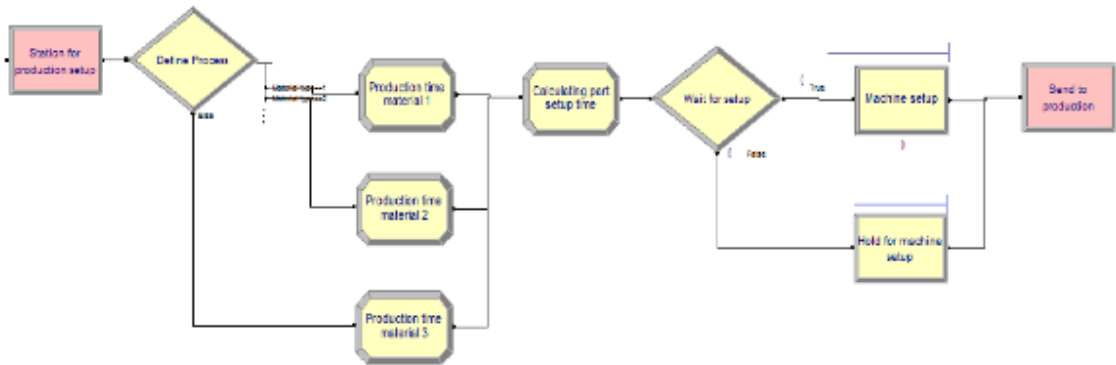 Station for
production setup
Define Process
Else
Production time
material 1
Production time
material 2
Production time
material 3
Calculating part
setup time
Wait for setup
True
False
Machine setup
Hold for machine
setup
Send to
production